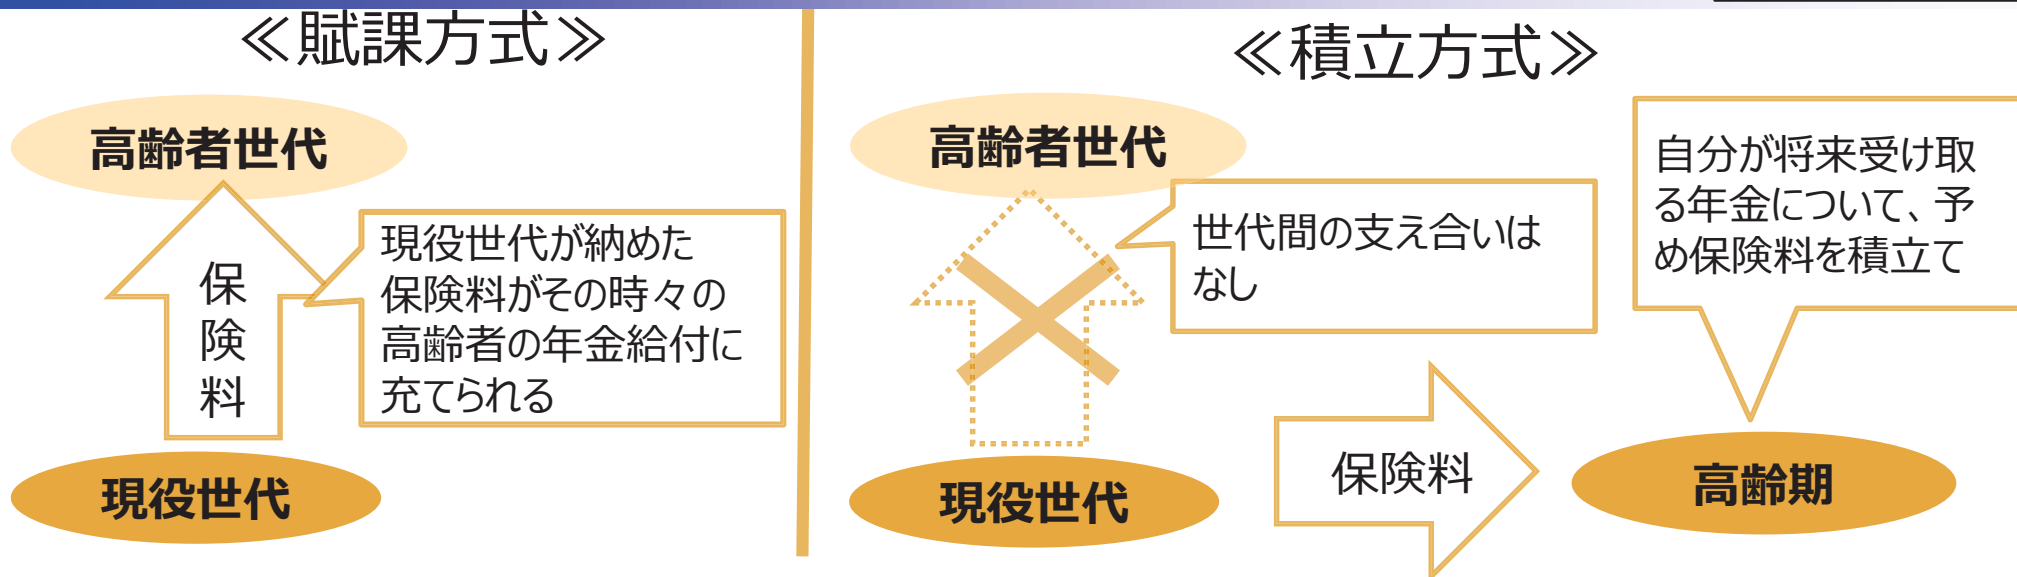 ≪賦課方式≫
高齢者世代
保
険
料
現役世代が納めた
保険料がその時々の
高齢者の年金給付に
充てられる
現役世代
≪積立方式≫
高齢者世代
世代間の支え合いは
なし
自分が将来受け取
る年金について、予
め保険料を積立て
現役世代
保険料
高齢期